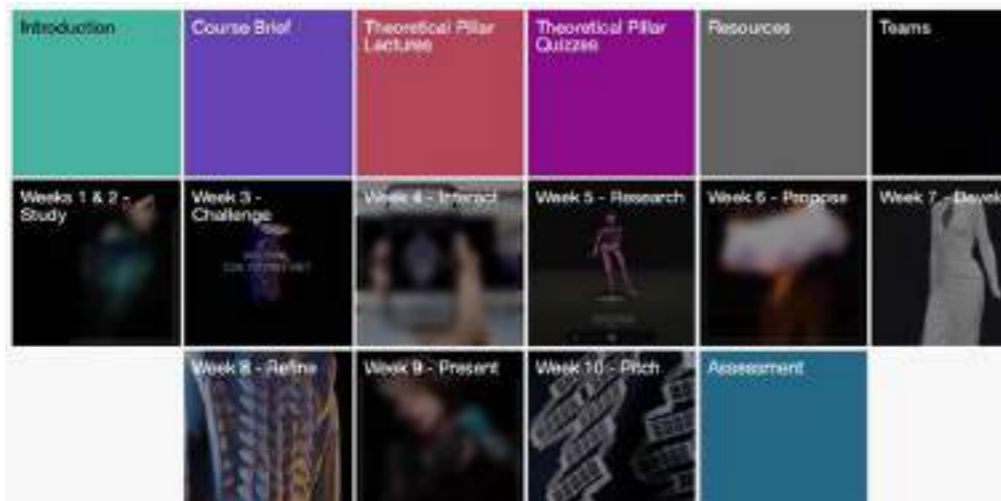 Introduction
Course Brief
Theoretical Pillar
Lectures
Theoretical Pillar
Quizzes
Resources
Teams
Weeks 1 & 2 -
Study
Week 3 -
Challenge
Week 4 - Interact
Week 5 - Research
Week 6 - Propose
Week 7 - Develo
Week 8 - Refine
Week 9 - Present
Week 10 - Pitch
Assessment